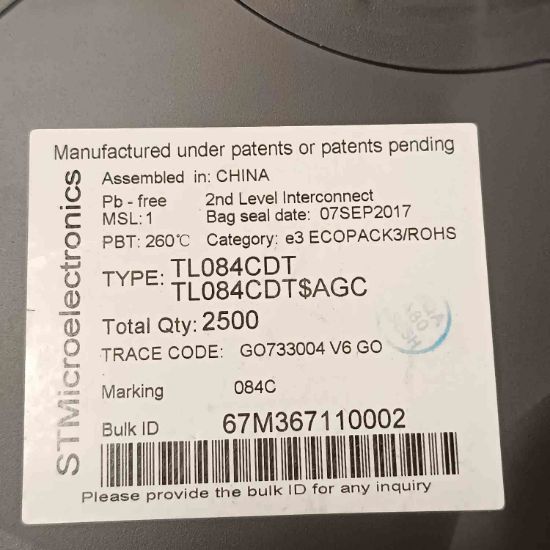 Manufactured under patents or patents pending
STMicroelectronics
Assembled in: CHINA
Pb - free 2nd Level Interconnect
MSL: 1 Bag seal date: 07SEP2017
PBT: 260℃ Category: e3 ECOPACK3/ROHS
TYPE: TL084CDT
TL084CDT$AGC
Total Qty: 2500
TRACE CODE: GO733004 V6 GO
Marking 084C
Bulk ID 67M367110002
Please provide the bulk ID for any inquiry